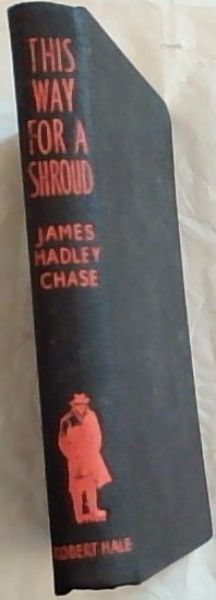 THIS
WAY
FOR A
SHROUD
JAMES
HADLEY
CHASE
ROBERT HALE